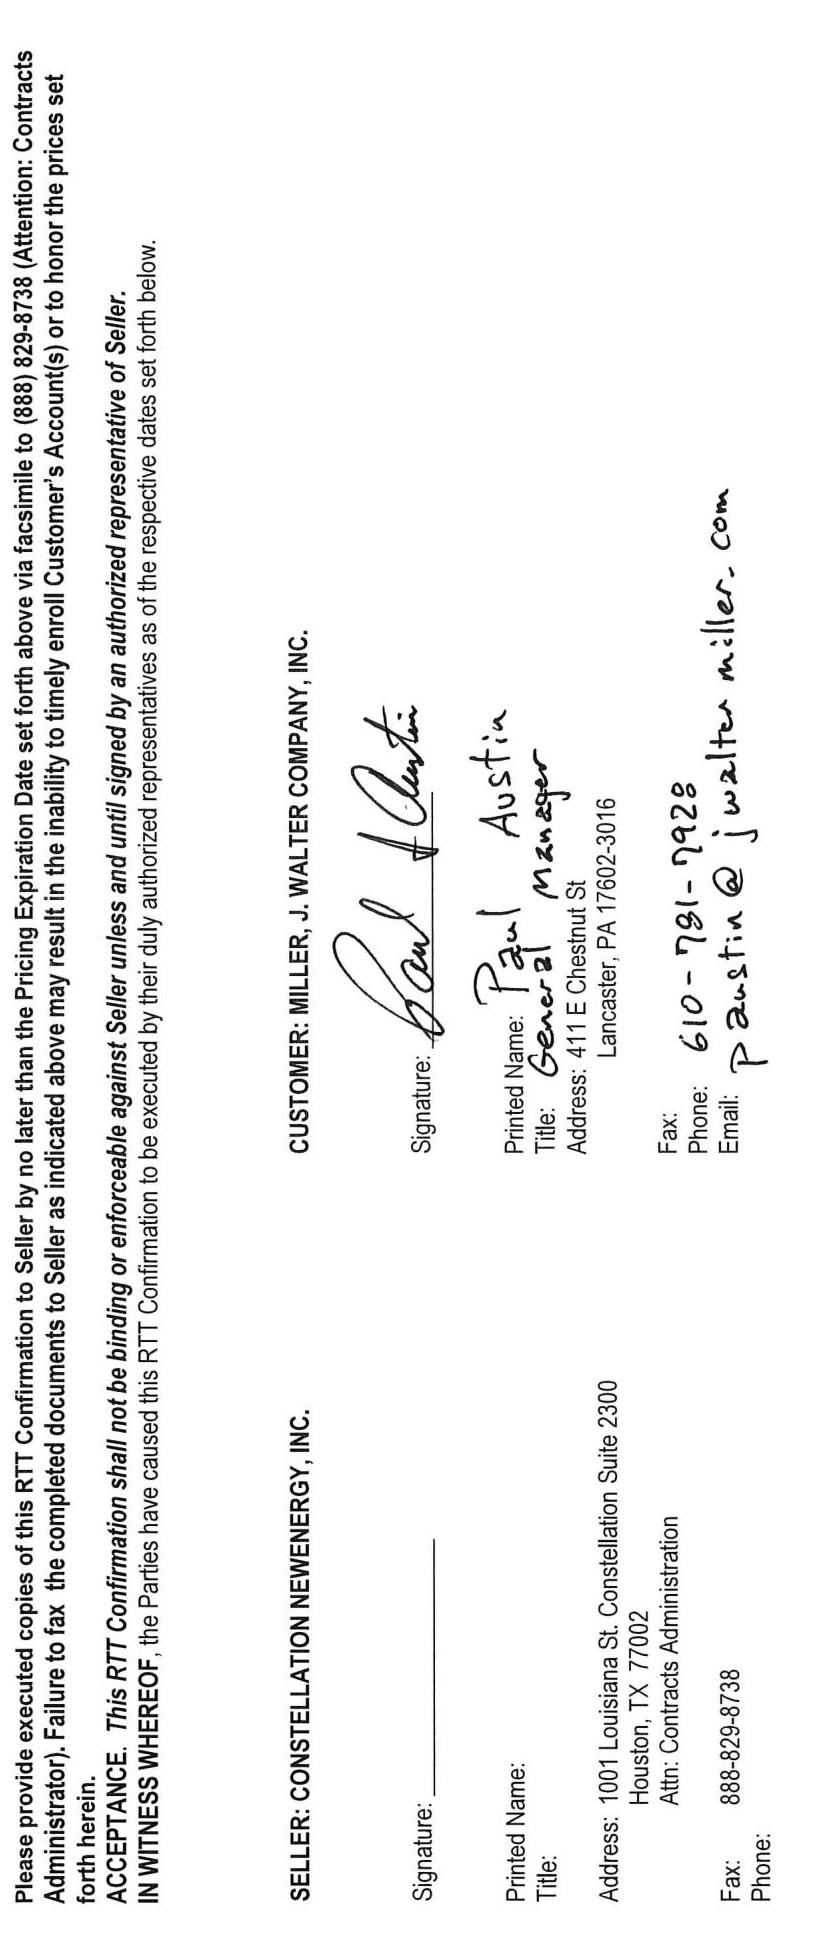 Please provide executed copies of this RTT Confirmation to Seller by no later than the Pricing Expiration Date set forth above via facsimile to (888) 829-8738 (Attention: Contracts
Administrator). Failure to fax the completed documents to Seller as indicated above may result in the inability to timely enroll Customer's Account(s) or to honor the prices set
forth herein.
ACCEPTANCE. This RTT Confirmation shall not be binding or enforceable against Seller unless and until signed by an authorized representative of Seller.
IN WITNESS WHEREOF, the Parties have caused this RTT Confirmation to be executed by their duly authorized representatives as of the respective dates set forth below.
SELLER: CONSTELLATION NEWENERGY, INC.
Signature:
Printed Name:
Title:
Address: 1001 Louisiana St. Constellation Suite 2300
Houston, TX 77002
Attn: Contracts Administration
Fax: 888-829-8738
Phone:
CUSTOMER: MILLER, J. WALTER COMPANY, INC.
Signature: Paul H Austin
Printed Name: Paul Austin
Title: General Manager
Address: 411 E Chestnut St
Lancaster, PA 17602-3016
Fax:
Phone: 610-781-7928
Email: paustin@jwaltermiller.com